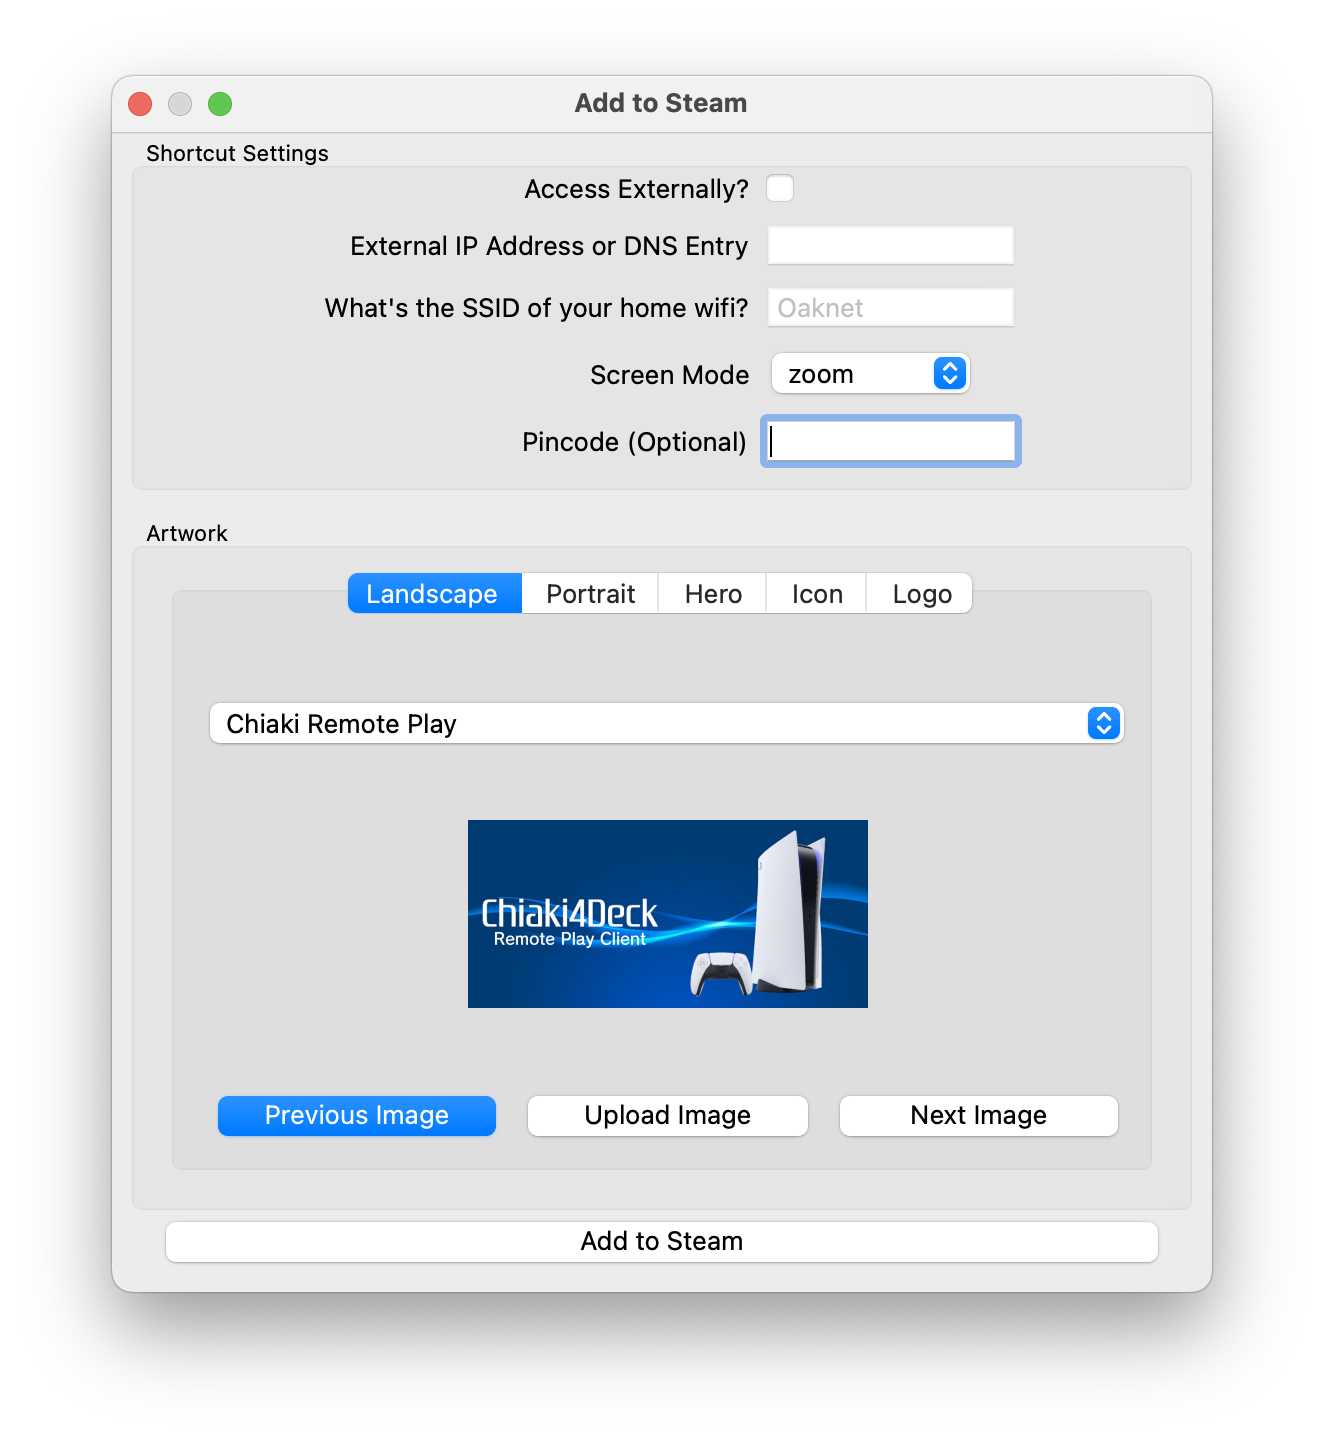 Add to Steam
Shortcut Settings
Access Externally?
External IP Address or DNS Entry
What's the SSID of your home wifi? Oaknet
Screen Mode zoom
Pincode (Optional)
Artwork
Landscape Portrait Hero Icon Logo
Chiaki Remote Play
Chiaki4Deck
Remote Play Client
Previous Image Upload Image Next Image
Add to Steam